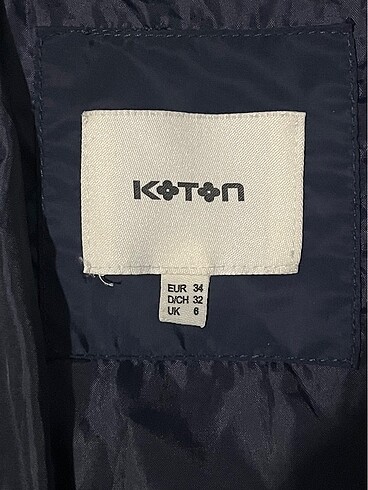 KOTON
EUR 34
D/CH 32
UK 6